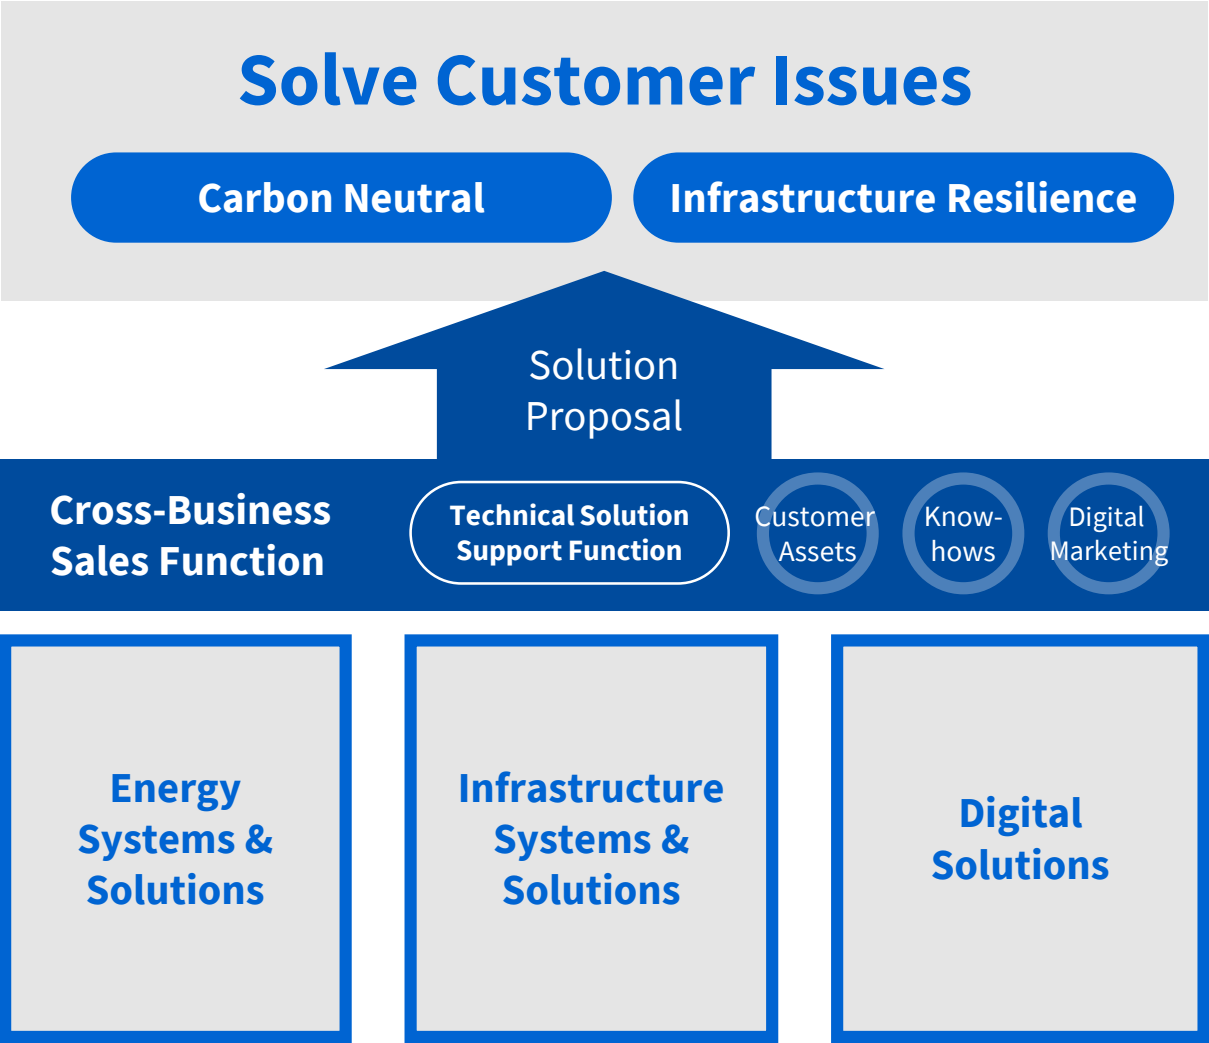 Solve Customer Issues
Carbon Neutral
Infrastructure Resilience
Solution
Proposal
Cross-Business
Sales Function
Technical Solution
Support Function
Customer
Assets
Know-
hows
Digital
Marketing
Energy
Systems &
Solutions
Infrastructure
Systems &
Solutions
Digital
Solutions